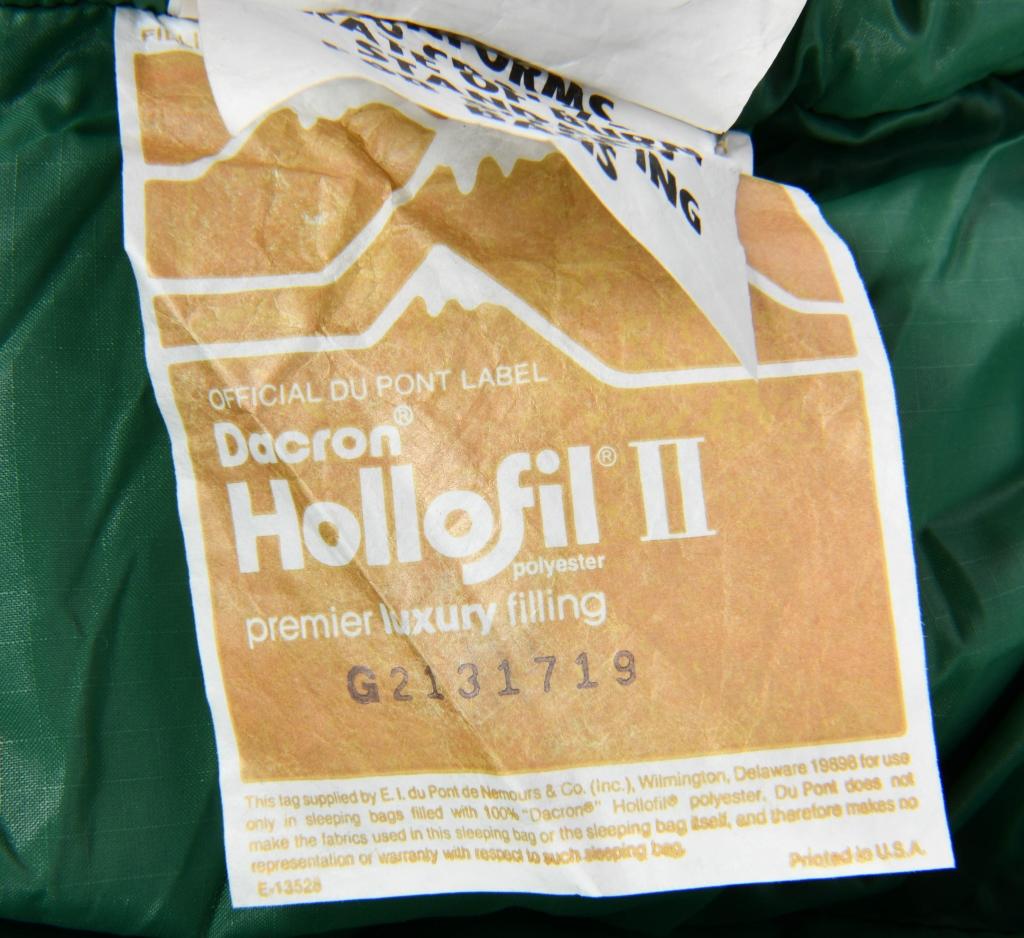 OFFICIAL DU PONT LABEL
Dacron®
Hollofil® II
polyester
premier luxury filling
G2131719
This tag supplied by E. I. du Pont de Nemours & Co. (Inc.), Wilmington, Delaware 19898 for use
only in sleeping bags filled with 100% "Dacron®" Hollofil® polyester. Du Pont does not
make the fabrics used in this sleeping bag or the sleeping bag itself, and therefore makes no
representation or warranty with respect to such sleeping bag.
Printed in U.S.A.
E-13528